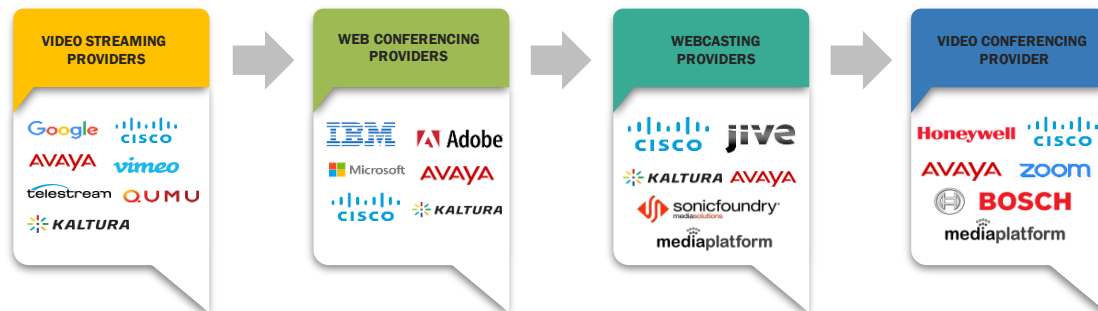 VIDEO STREAMING
PROVIDERS
Google
CISCO
AVAYA
vimeo
telestream
QUMU
KALTURA
WEB CONFERENCING
PROVIDERS
IBM
Adobe
Microsoft
AVAYA
CISCO
KALTURA
WEBCASTING
PROVIDERS
CISCO
jive
KALTURA
AVAYA
sonicfoundry
mediasolutions
mediaplatform
VIDEO CONFERENCING
PROVIDER
Honeywell
CISCO
AVAYA
zoom
BOSCH
mediaplatform